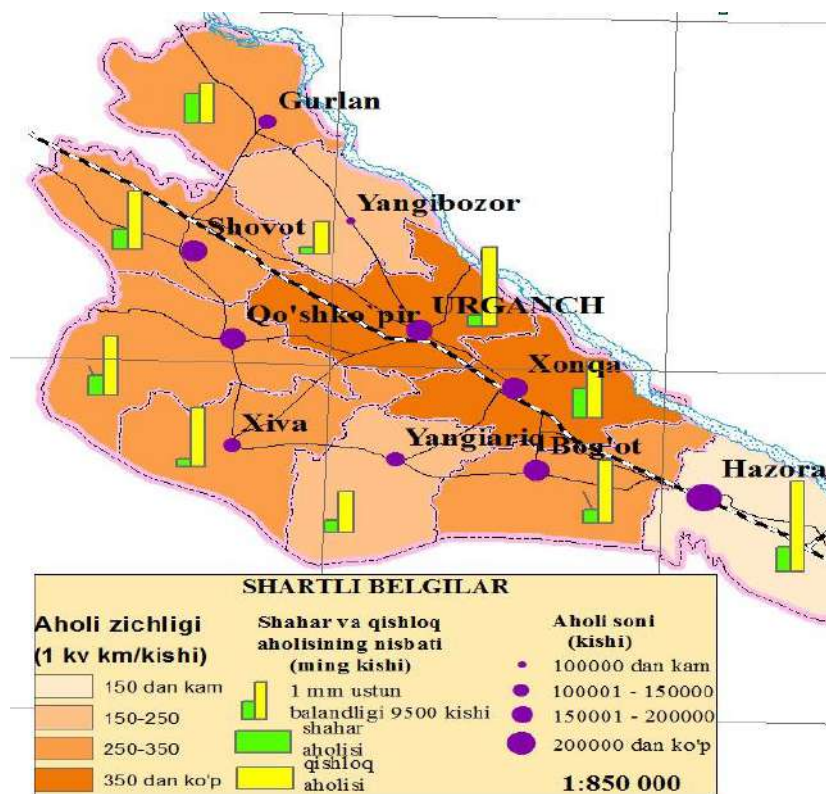 Gurlan
Yangibozor
Shovot
Qo'shko`pir
URGANCH
Xonqa
Xiva
Yangiariq
Bog'ot
Hazora
SHARTLI BELGILAR
Aholi zichligi
(1 kv km/kishi)
150 dan kam
150-250
250-350
350 dan ko'p
Shahar va qishloq
aholisining nisbati
(ming kishi)
1 mm ustun
balandligi 9500 kishi
shahar
aholisi
qishloq
aholisi
Aholi soni
(kishi)
100000 dan kam
100001 - 150000
150001 - 200000
200000 dan ko'p
1:850 000